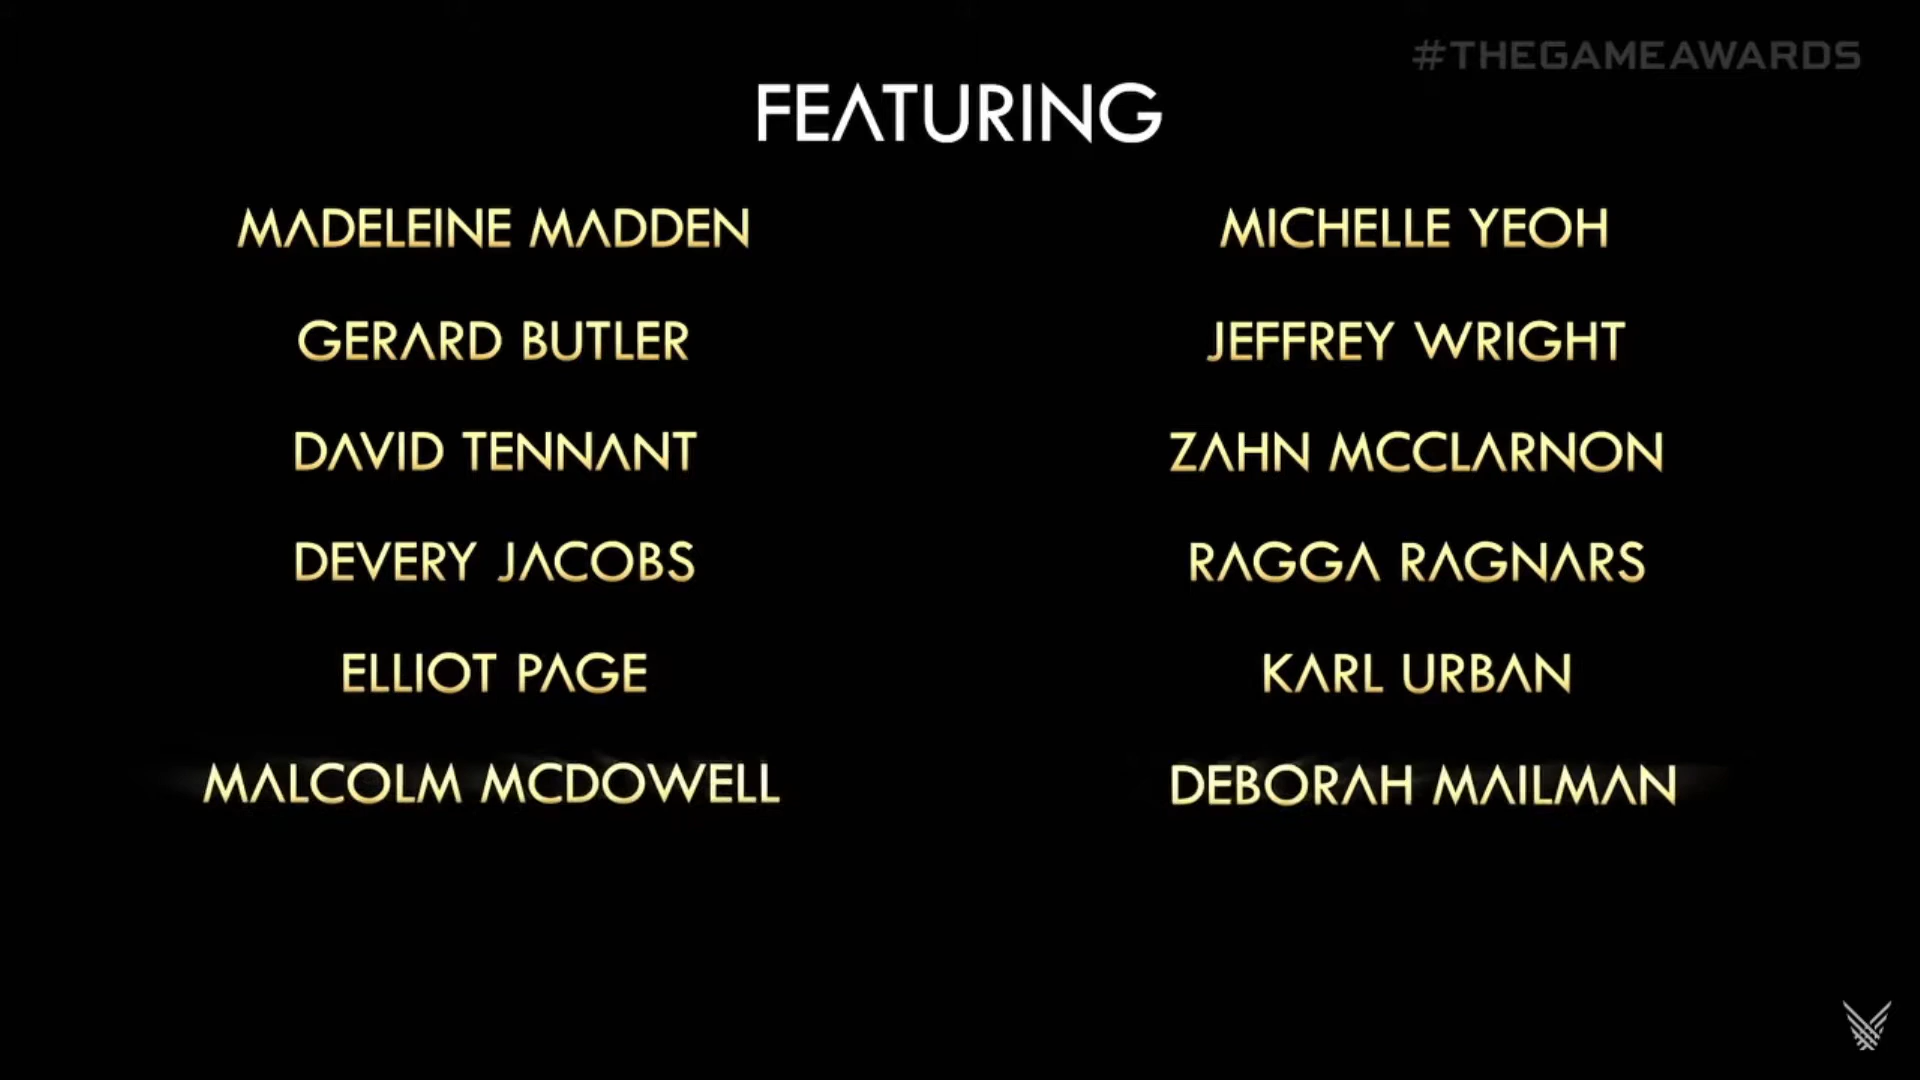 #THEGAMEAWARDS
FEATURING
MADELEINE MADDEN
MICHELLE YEOH
GERARD BUTLER
JEFFREY WRIGHT
DAVID TENNANT
ZAHN MCCLARNON
DEVERY JACOBS
RAGGA RAGNARS
ELLIOT PAGE
KARL URBAN
MALCOLM MCDOWELL
DEBORAH MAILMAN